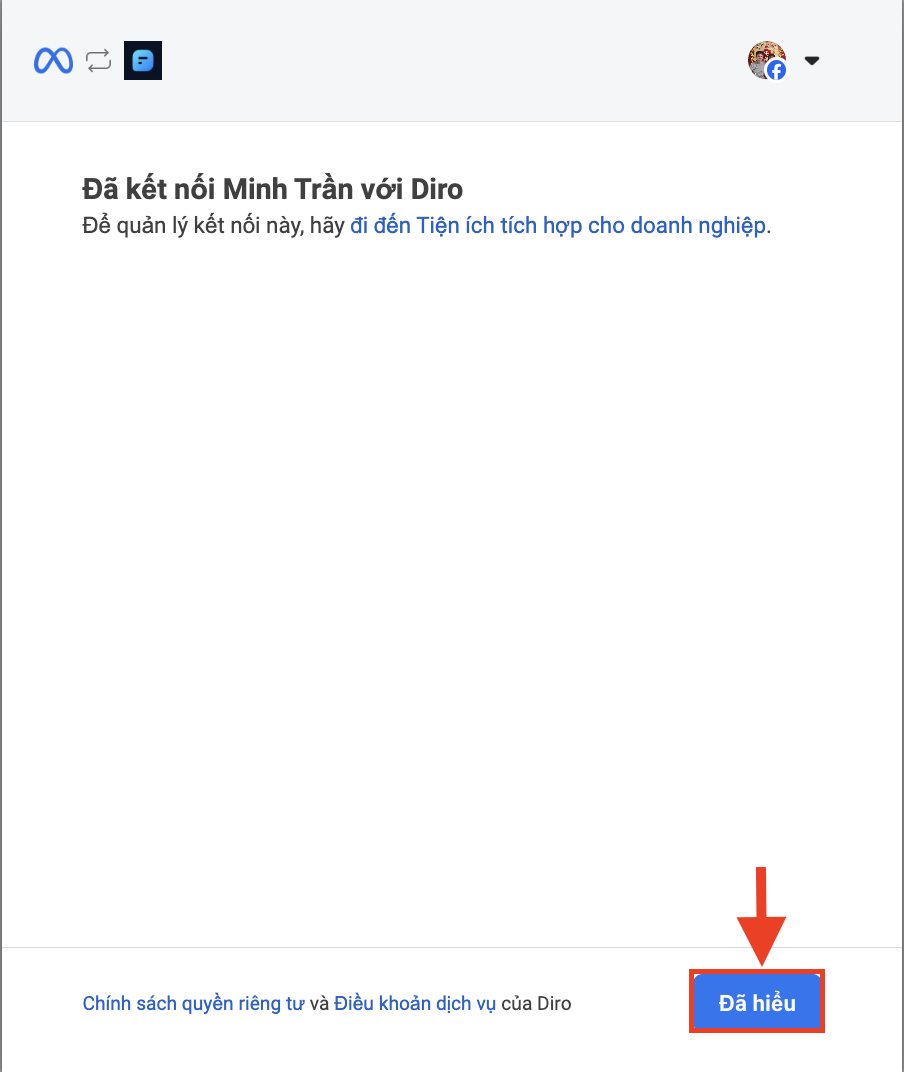 Đã kết nối Minh Trần với Diro
Để quản lý kết nối này, hãy đi đến Tiện ích tích hợp cho doanh nghiệp.
Chính sách quyền riêng tư và Điều khoản dịch vụ của Diro
Đã hiểu